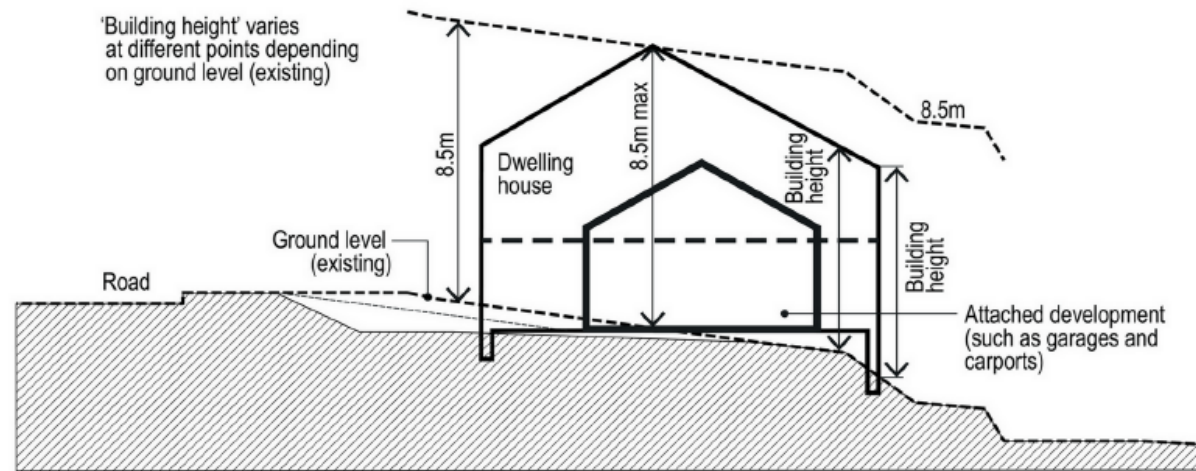 'Building height' varies
at different points depending
on ground level (existing)
8.5m
8.5m max
8.5m
Dwelling
house
Building
height
Building
height
Ground level
(existing)
Road
Attached development
(such as garages and
carports)